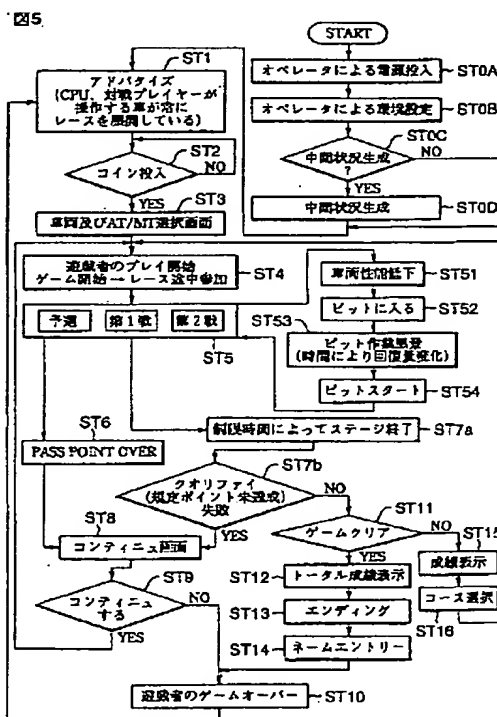 図5
START
ST1
アドバタイズ
(CPU、対戦プレイヤーが
操作する車が常に
レースを展開している)
オペレータによる電源投入
ST0A
オペレータによる環境設定
ST0B
ST0C
中間状況生成
?
NO
YES
中間状況生成
ST0D
ST2
コイン投入
NO
YES
ST3
車両及びAT/MT選択画面
遊戯者のプレイ開始
ゲーム開始→レース途中参加
ST4
予選
第1戦
第2戦
ST5
車両性能低下
ST51
ピットに入る
ST52
ST53
ピット作業風景
(時間により回復量変化)
ピットスタート
ST54
ST6
PASS POINT OVER
制限時間によってステージ終了
ST7a
ST7b
クオリファイ
(規定ポイント未達成)
失敗
NO
YES
ST8
コンティニュ画面
ST9
コンティニュ
する
NO
YES
ST11
ゲームクリア
NO
YES
ST15
成績表示
コース選択
ST16
ST12
トータル成績表示
ST13
エンディング
ST14
ネームエントリー
遊戯者のゲームオーバー
ST10